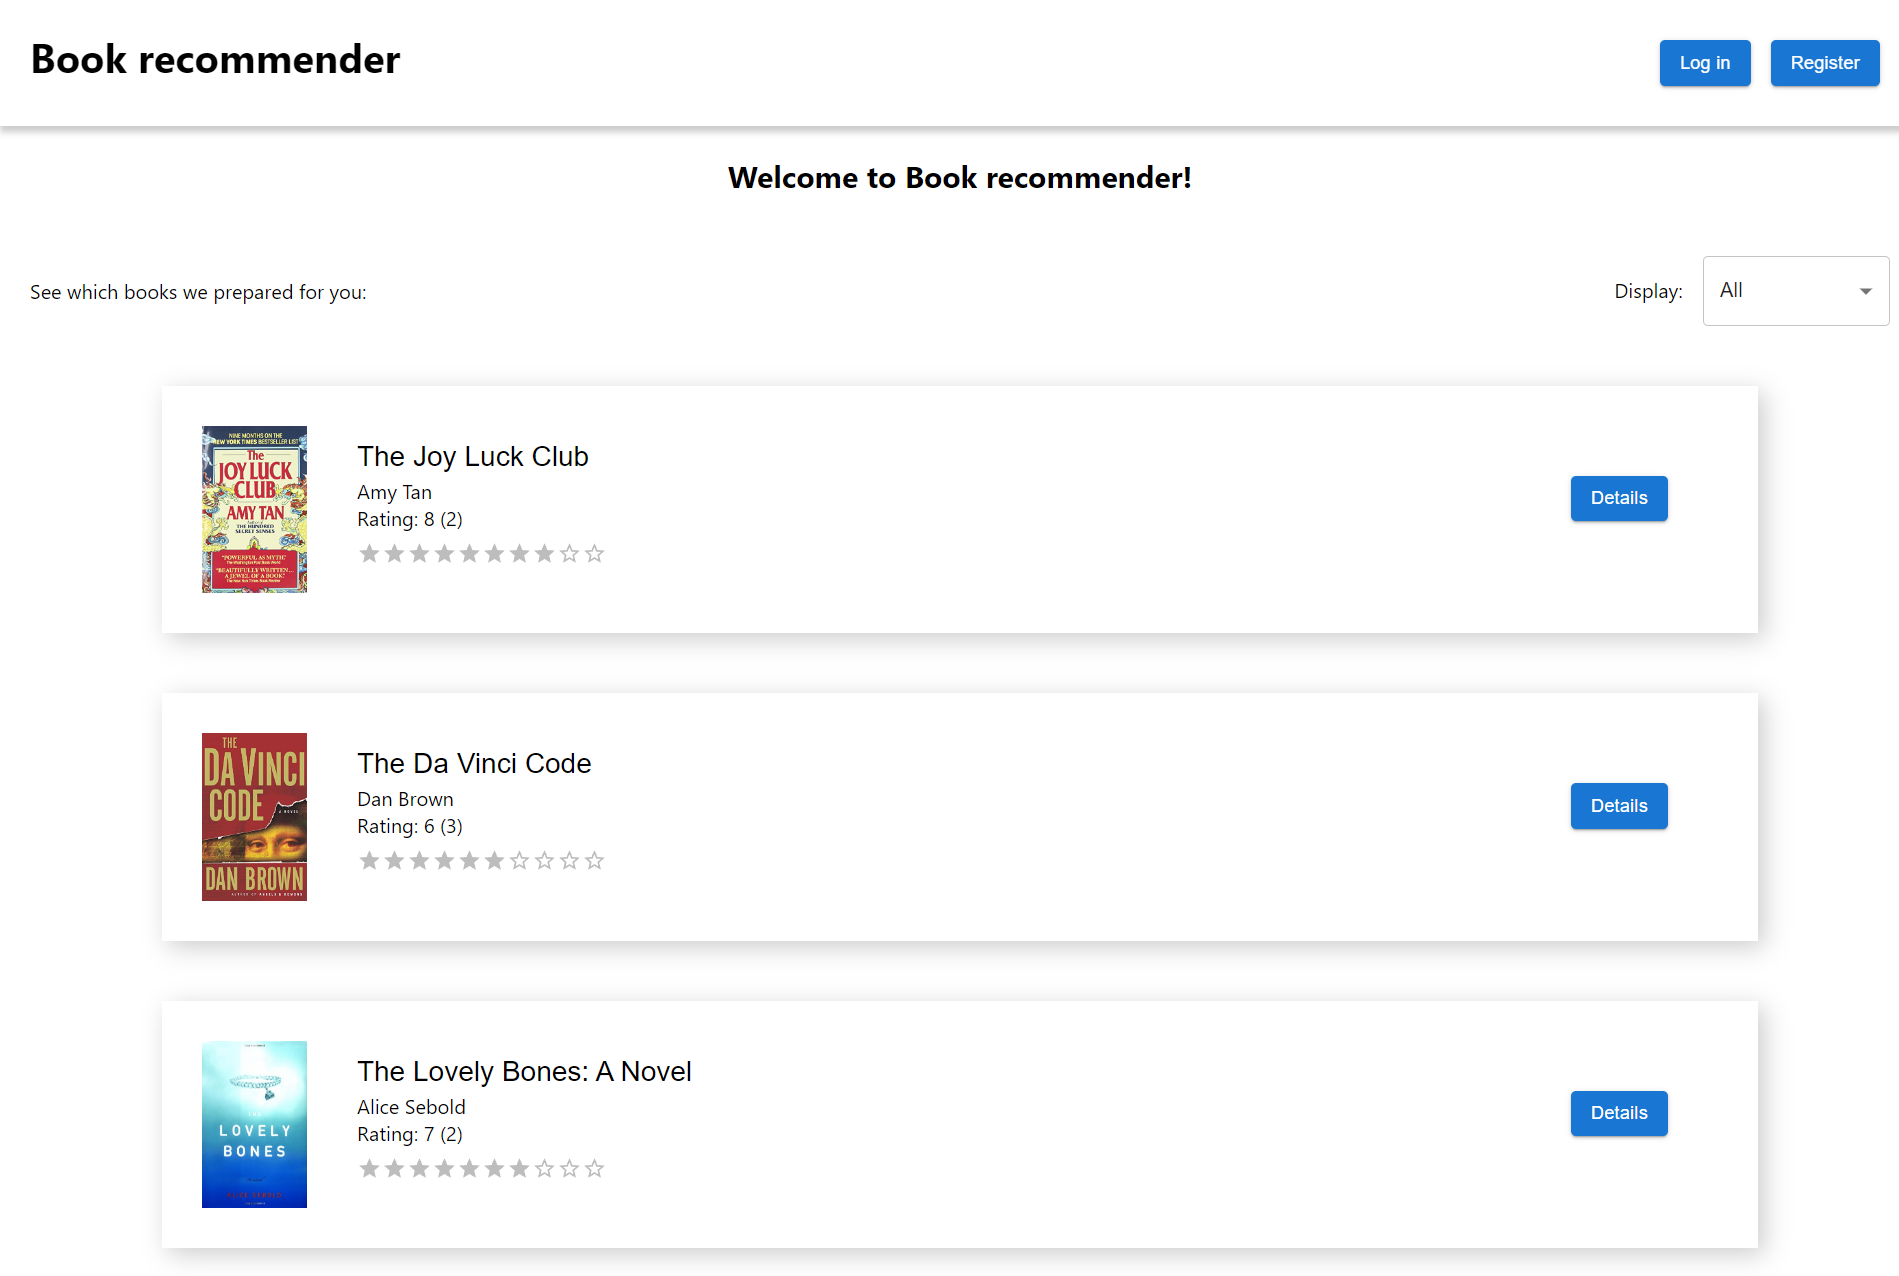 Book recommender
Log in
Register
Welcome to Book recommender!
See which books we prepared for you:
Display:
All
NINE MONTHS ON THE
NEW YORK TIMES BESTSELLER LIST
The
JOY LUCK
CLUB
AMY TAN
THE HUNDRED
SECRET SENSES
"POWERFUL AS MYTH."
"BEAUTIFULLY WRITTEN...
A JEWEL OF A BOOK."
The Joy Luck Club
Amy Tan
Rating: 8 (2)
Details
THE
DA VINCI
CODE
A NOVEL
DAN BROWN
AUTHOR OF ANGELS & DEMONS
The Da Vinci Code
Dan Brown
Rating: 6 (3)
Details
THE
LOVELY
BONES
The Lovely Bones: A Novel
Alice Sebold
Rating: 7 (2)
Details